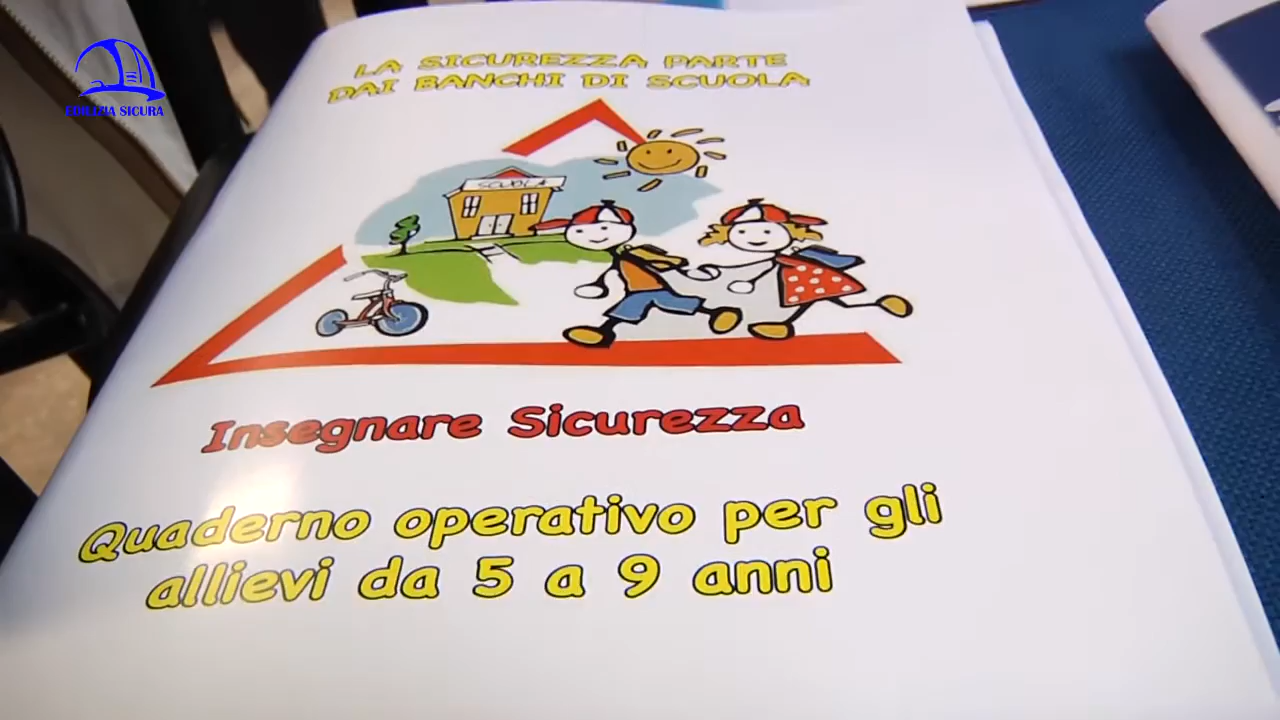 EDILIZIA SICURA
LA SICUREZZA PARTE
DAI BANCHI DI SCUOLA
SCUOLA
Insegnare Sicurezza
Quaderno operativo per gli
allievi da 5 a 9 anni